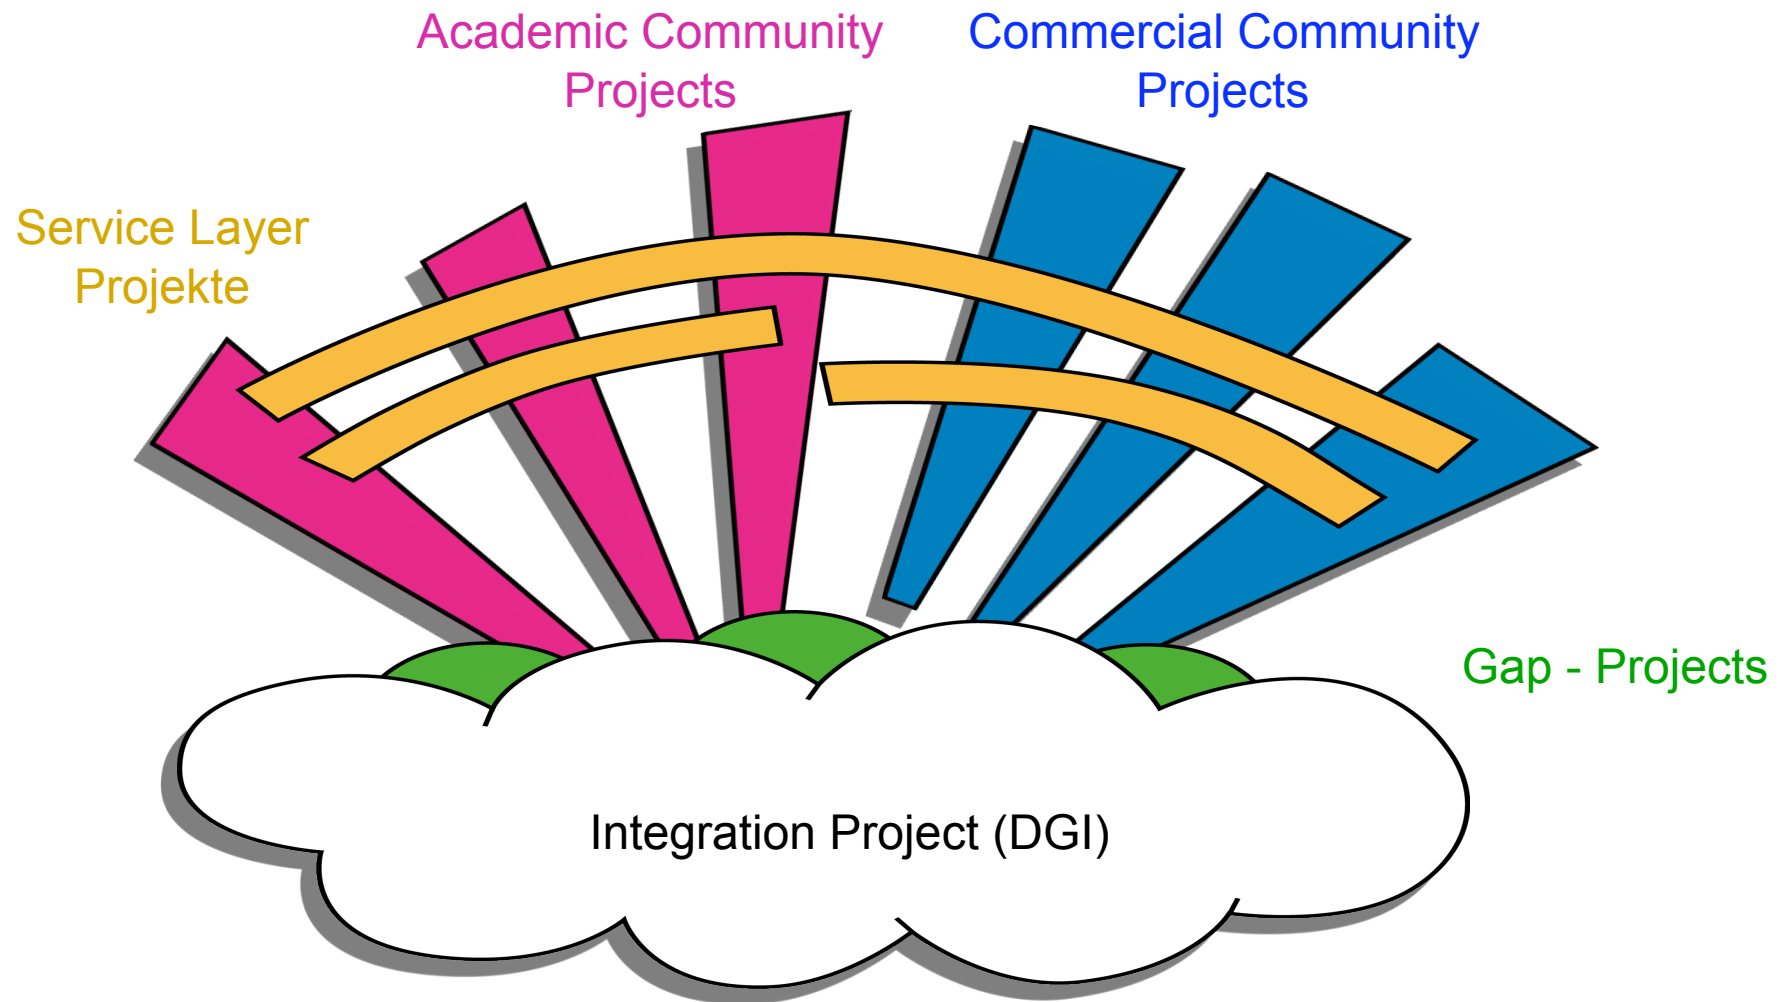 Academic Community
Projects
Commercial Community
Projects
Service Layer
Projekte
Gap - Projects
Integration Project (DGI)